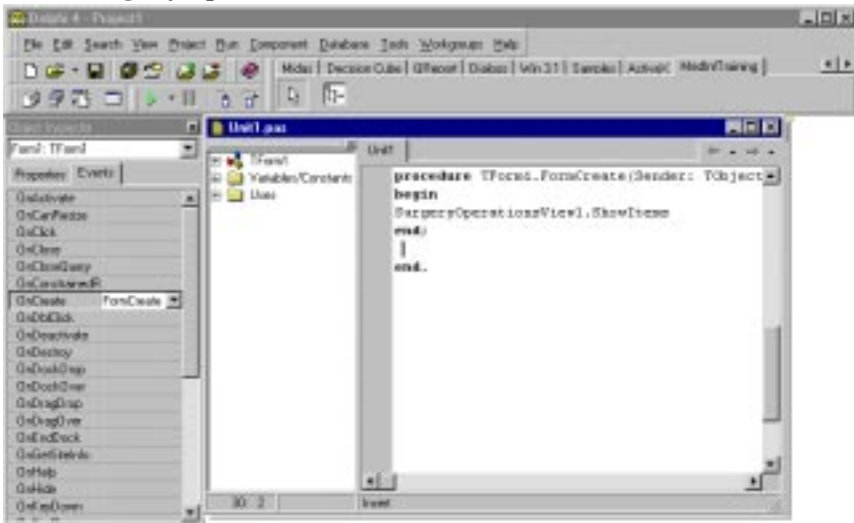 Delphi 4 - Project1
File Edit Search View Project Run Component Database Tools Workgroups Help
Midas Decision Cube QReport Dialogs Win 3.1 Samples ActiveX
Object Inspector
Form1: TForm1
Properties Events
OnActivate
OnCanResize
OnClick
OnClose
OnCloseQuery
OnConstrainedR
OnCreate FormCreate
OnDblClick
OnDeactivate
OnDestroy
OnDockDrop
OnDockOver
OnDragDrop
OnDragOver
OnEndDock
OnGetSiteInfo
OnHelp
OnHide
OnKeyDown
Unit1.pas
TForm1
Variables/Constants
Uses
Unit1
procedure TForm1.FormCreate(Sender: TObject
begin
SurgeryOperationsView1.ShowItems
end;
end.
30: 2 Insert